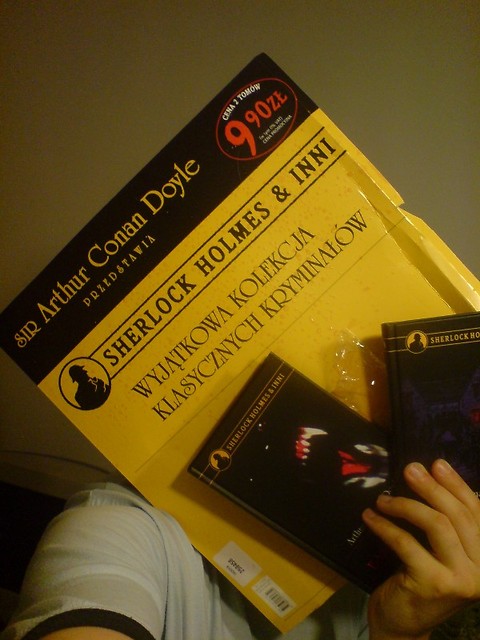 CENA 2 TOMÓW
9 90ZŁ
SIR Arthur Conan Doyle
PRZEDSTAWIA
SHERLOCK HOLMES & INNI
WYJĄTKOWA KOLEKCJA
KLASYCZNYCH KRYMINAŁÓW
SHERLOCK HO
SHERLOCK HOLMES & INNI